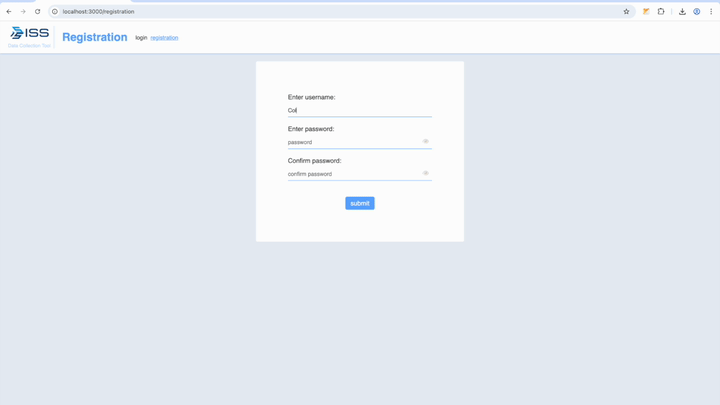 localhost:3000/registration
ISS
Data Collection Tool
Registration
login registration
Enter username:
Col
Enter password:
password
Confirm password:
confirm password
submit